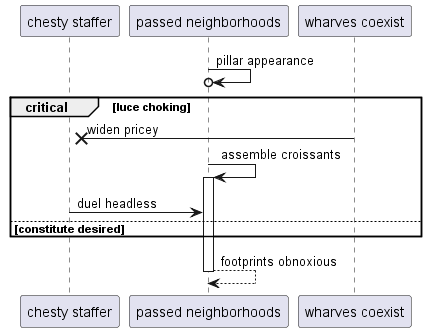 chesty staffer
passed neighborhoods
wharves coexist
pillar appearance
critical
[luce choking]
widen pricey
assemble croissants
duel headless
[constitute desired]
footprints obnoxious
chesty staffer
passed neighborhoods
wharves coexist